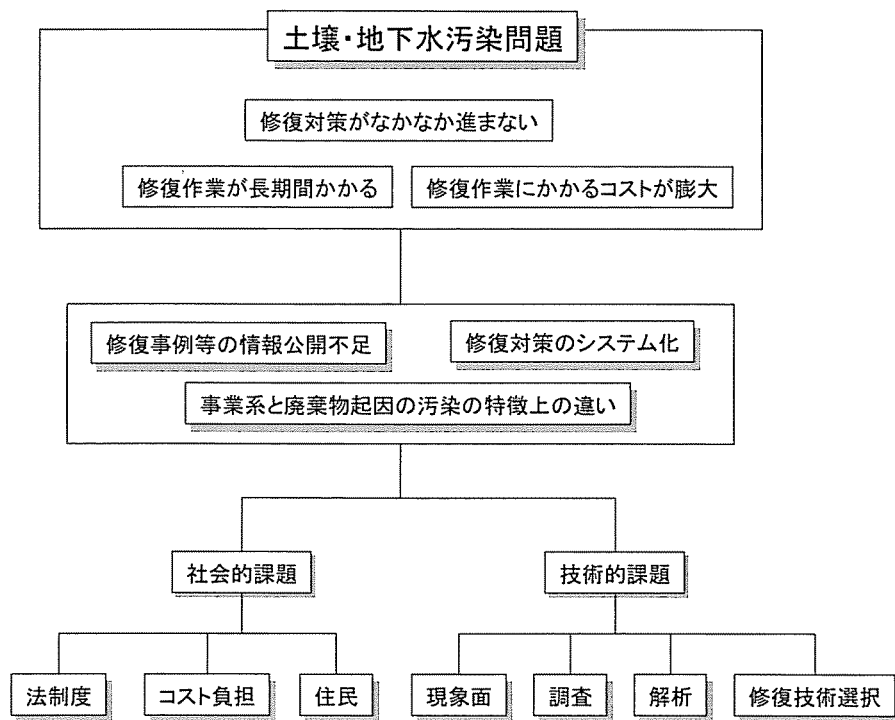 土壌・地下水汚染問題
修復対策がなかなか進まない
修復作業が長期間かかる
修復作業にかかるコストが膨大
修復事例等の情報公開不足
修復対策のシステム化
事業系と廃棄物起因の汚染の特徴上の違い
社会的課題
技術的課題
法制度
コスト負担
住民
現象面
調査
解析
修復技術選択